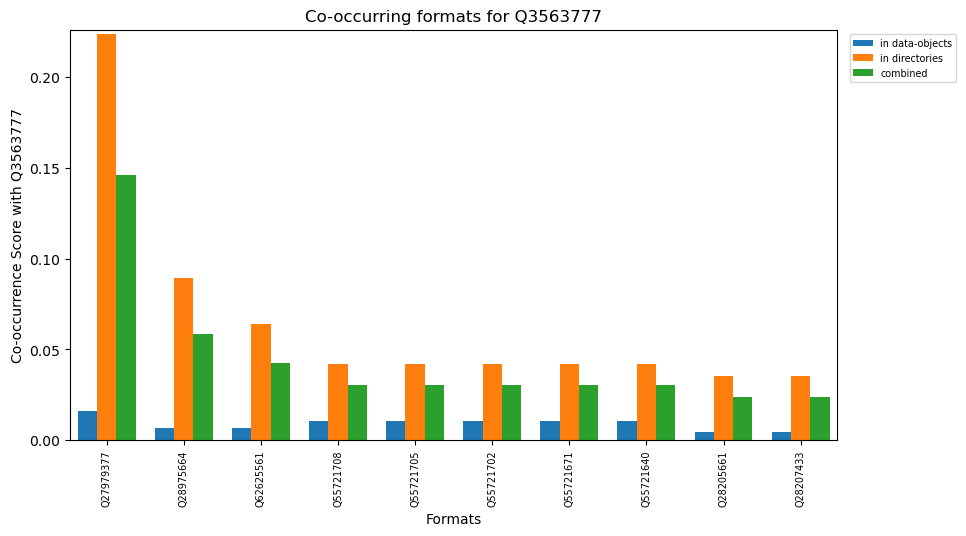 Co-occurring formats for Q3563777
in data-objects
in directories
combined
Co-occurrence Score with Q3563777
0.20
0.15
0.10
0.05
0.00
Q27979377
Q28975664
Q62625561
Q55721708
Q55721705
Q55721702
Q55721671
Q55721640
Q28205661
Q28207433
Formats